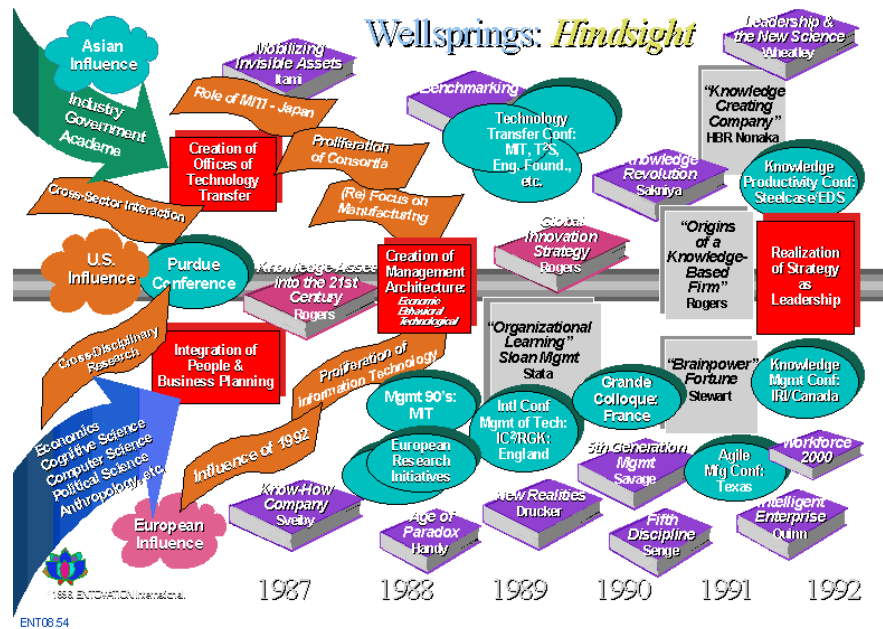 Wellsprings: Hindsight
Asian
Influence
Industry
Government
Academe
Mobilizing
Invisible Assets
Itami
Role of MITI - Japan
Creation of
Offices of
Technology
Transfer
Proliferation
of Consortia
(Re) Focus on
Manufacturing
Cross-Sector Interaction
Benchmarking
Technology
Transfer Conf:
MIT, T²S,
Eng. Found.,
etc.
Leadership &
the New Science
Wheatley
"Knowledge
Creating
Company"
HBR Nonaka
Knowledge
Revolution
Sakniya
Knowledge
Productivity Conf:
Steelcase/EDS
U.S.
Influence
Purdue
Conference
Knowledge-Asset
into the 21st
Century
Rogers
Creation of
Management
Architecture:
Economic
Behavioral
Technological
Global
Innovation
Strategy
Rogers
"Origins
of a
Knowledge-
Based
Firm"
Rogers
Realization
of Strategy
as
Leadership
Cross-Disciplinary
Research
Integration of
People &
Business Planning
Proliferation of
Information Technology
"Organizational
Learning"
Sloan Mgmt
Stata
"Brainpower"
Fortune
Stewart
Knowledge
Mgmt Conf:
IRI/Canada
Mgmt 90's:
MIT
Intl Conf
Mgmt of Tech:
IC²/RGK:
England
Grande
Colloque:
France
Economics
Cognitive Science
Computer Science
Political Science
Anthropology, etc.
Influence of 1992
European
Research
Initiatives
5th Generation
Mgmt
Savage
Agile
Mfg Conf:
Texas
Workforce
2000
European
Influence
Know-How
Company
Sveiby
Age of
Paradox
Handy
New Realities
Drucker
Fifth
Discipline
Senge
Intelligent
Enterprise
Quinn
ENTOVATION International
1987
1988
1989
1990
1991
1992
ENT08.54